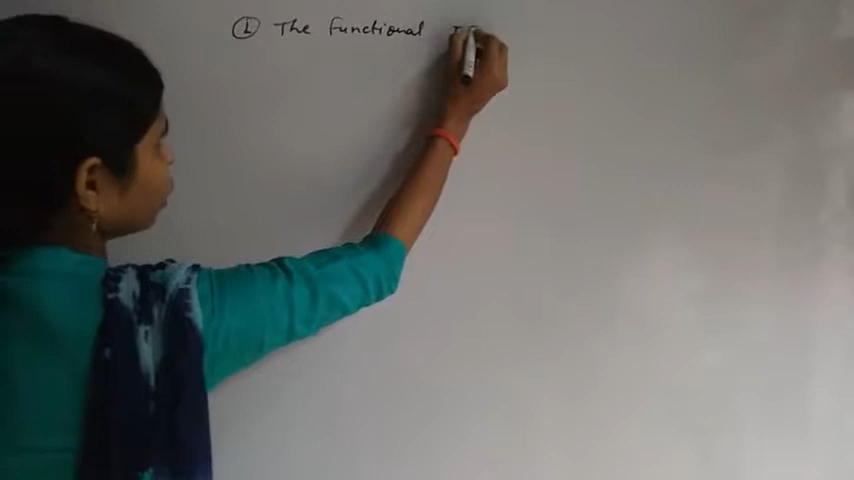 ① The functional